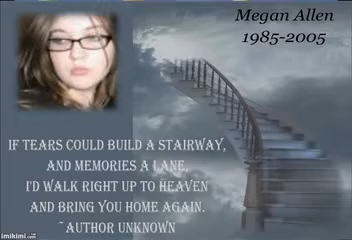 Megan Allen
1985-2005
IF TEARS COULD BUILD A STAIRWAY,
AND MEMORIES A LANE,
I'D WALK RIGHT UP TO HEAVEN
AND BRING YOU HOME AGAIN.
~AUTHOR UNKNOWN
imikimi.com